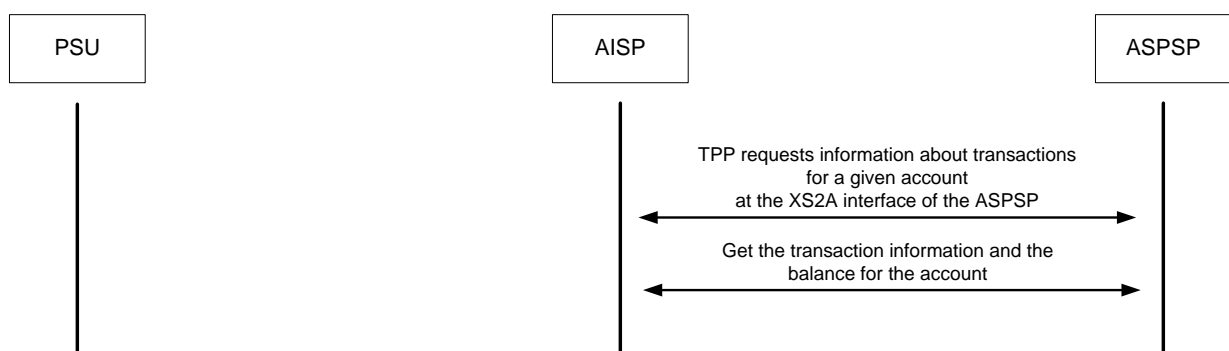 PSU
AISP
ASPSP
TPP requests information about transactions
for a given account
at the XS2A interface of the ASPSP
Get the transaction information and the
balance for the account